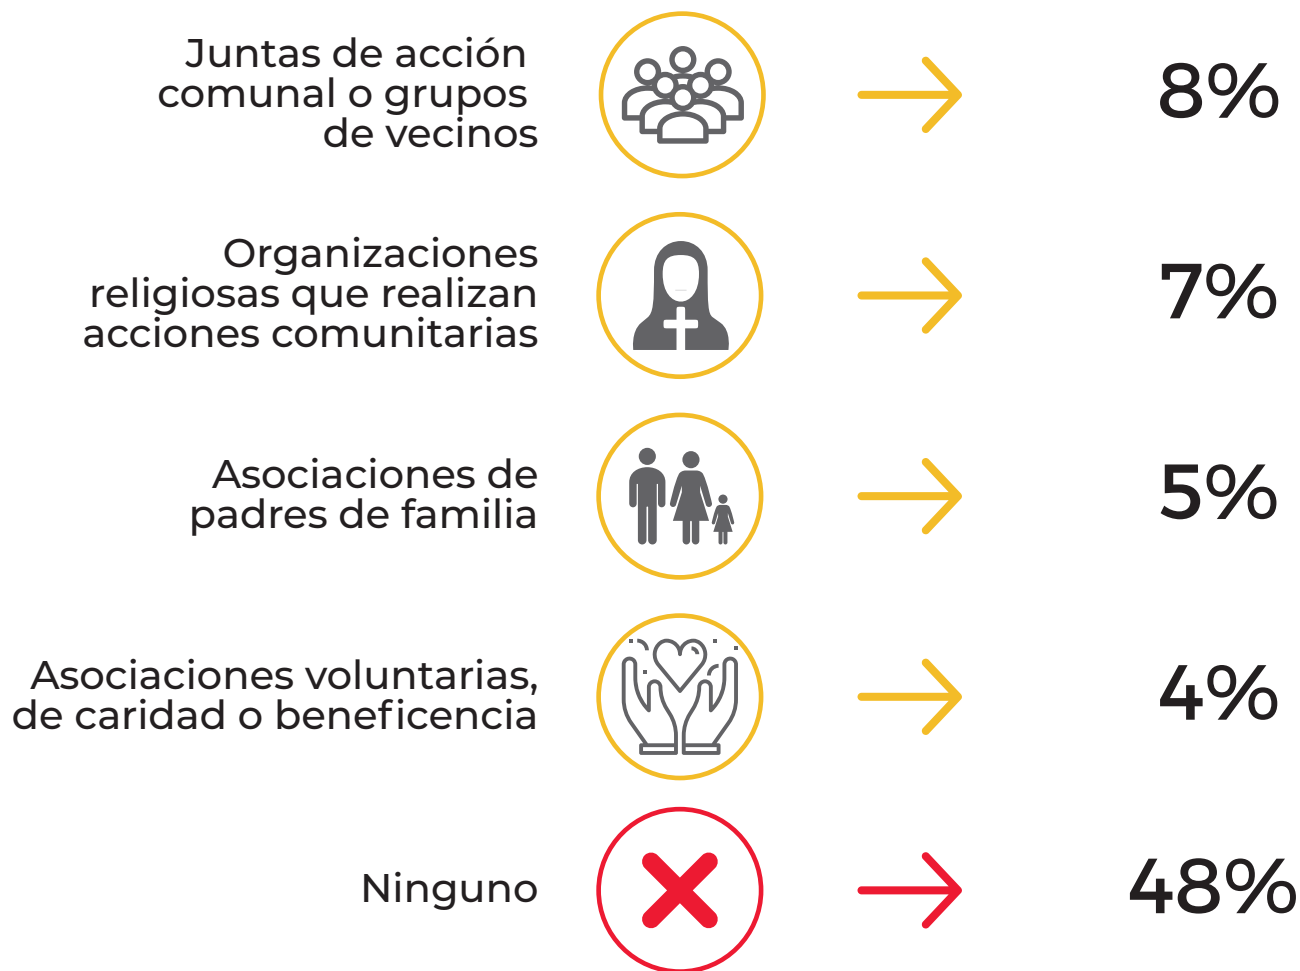 Juntas de acción
comunal o grupos
de vecinos
8%
Organizaciones
religiosas que realizan
acciones comunitarias
7%
Asociaciones de
padres de familia
5%
Asociaciones voluntarias,
de caridad o beneficencia
4%
Ninguno
48%